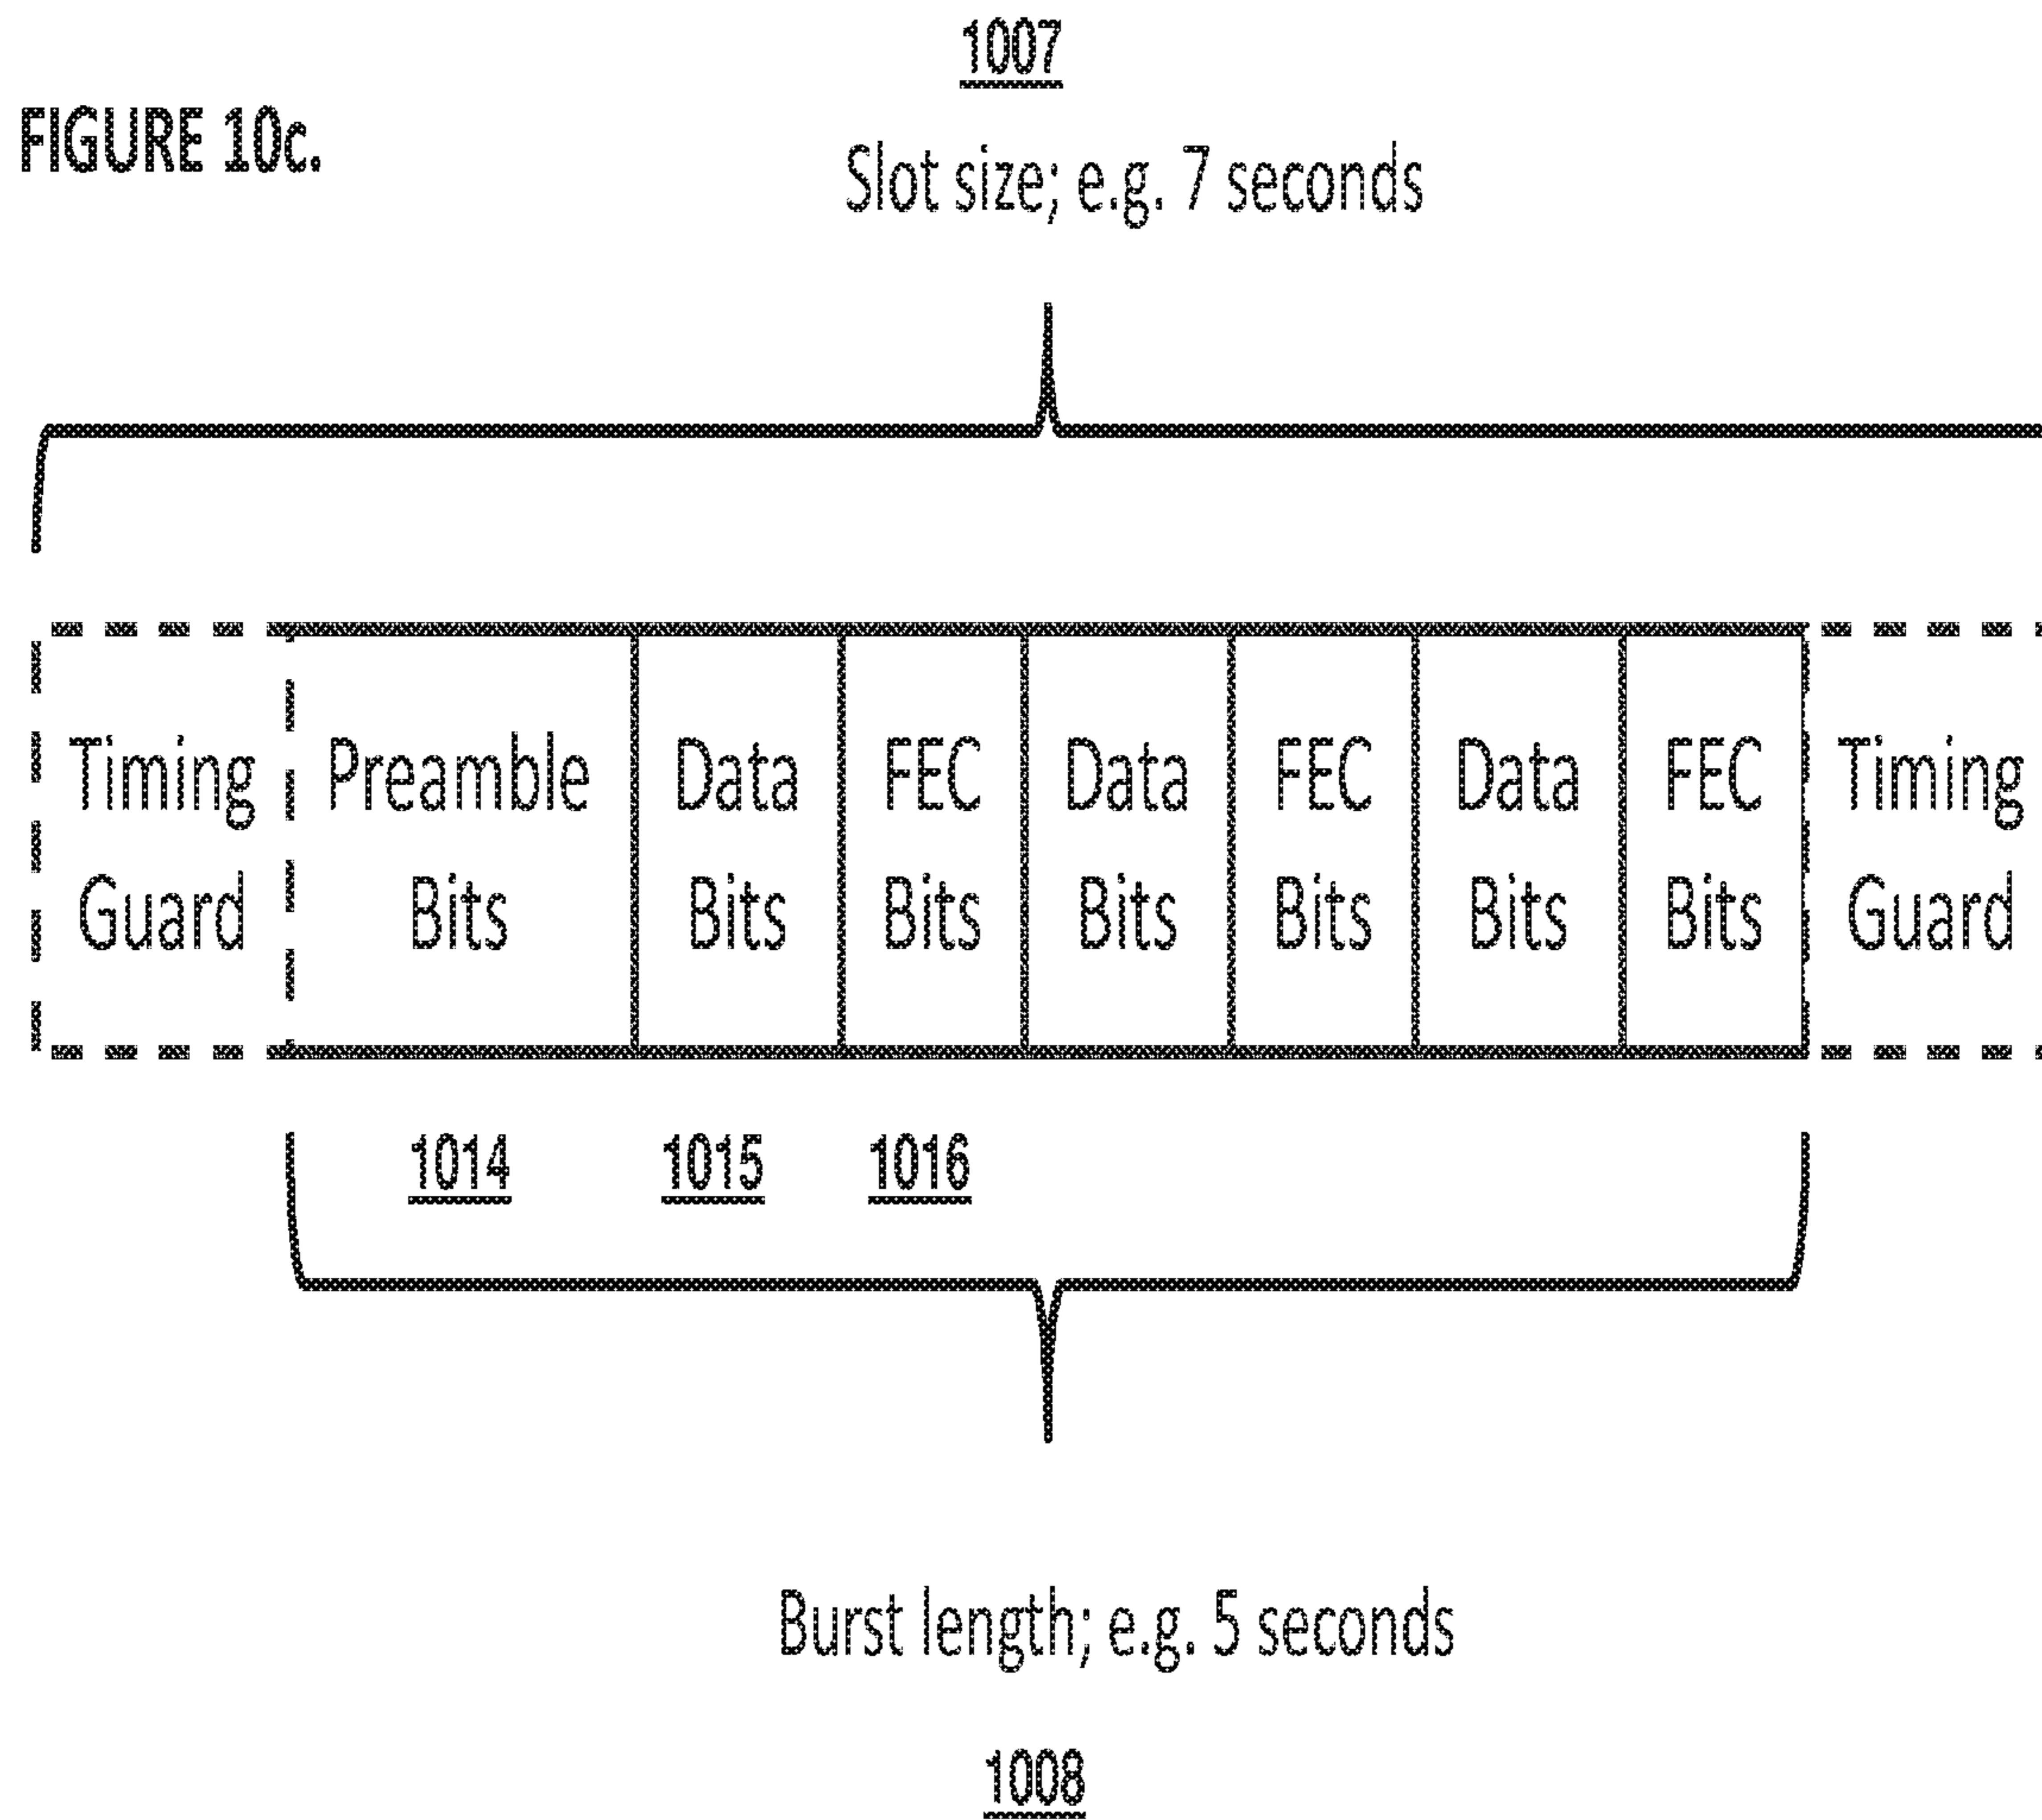 1007
FIGURE 10c.
Slot size; e.g. 7 seconds
Timing Preamble Data FEC Data FEC Data FEC Timing
Guard Bits Bits Bits Bits Bits Bits Bits Guard
1014 1015 1016
Burst length; e.g. 5 seconds
1008